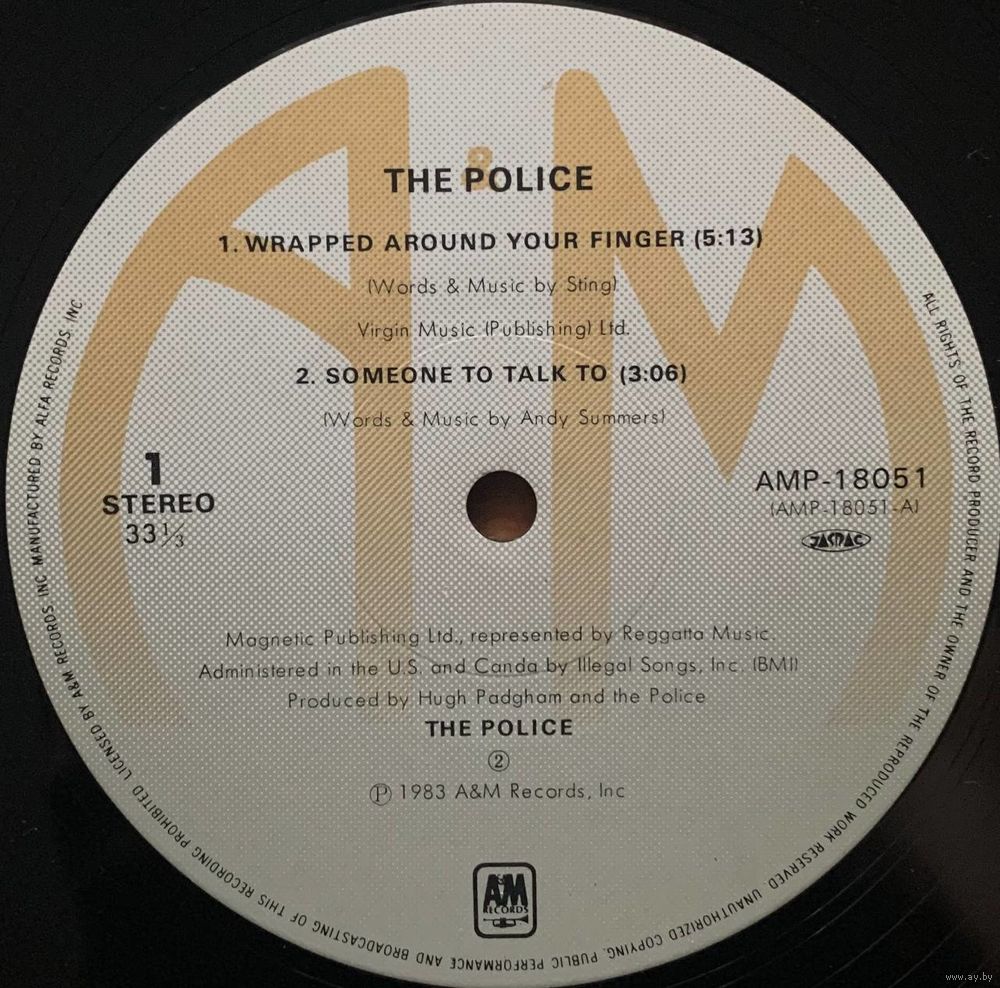 THE POLICE
1. WRAPPED AROUND YOUR FINGER (5:13)
(Words & Music by Sting)
Virgin Music (Publishing) Ltd.
2. SOMEONE TO TALK TO (3:06)
(Words & Music by Andy Summers)
1
STEREO
33⅓
AMP-18051
(AMP-18051-A)
JASRAC
Magnetic Publishing Ltd., represented by Reggatta Music.
Administered in the U.S. and Canda by Illegal Songs, Inc. (BMI)
Produced by Hugh Padgham and the Police
THE POLICE
②
Ⓟ 1983 A&M Records, Inc
A&M
RECORDS
ALL RIGHTS OF THE RECORD PRODUCER AND THE OWNER OF THE REPRODUCED WORK RESERVED. UNAUTHORIZED COPYING. PUBLIC PERFORMANCE AND BROADCASTING OF THIS RECORDING PROHIBITED LICENSED BY A&M RECORDS. INC MANUFACTURED BY ALFA RECORDS. INC
www.ay.by